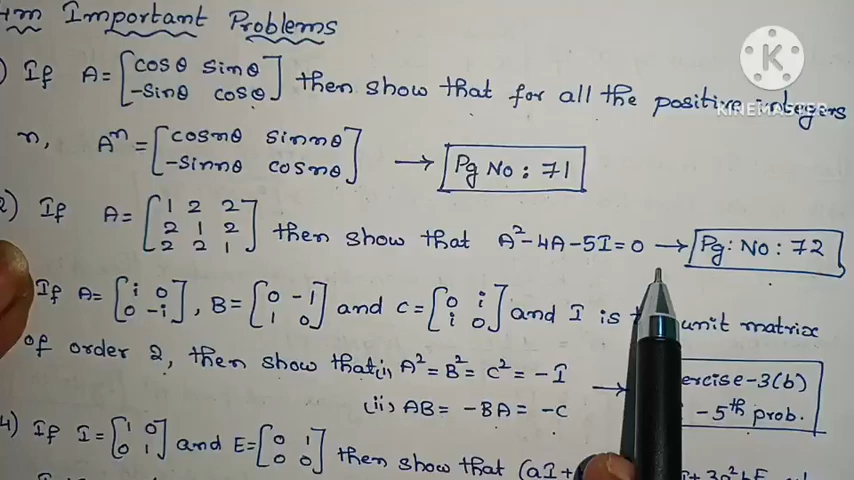 4m Important Problems
K
KINEMASTER
) If A = [cosθ sinθ
-sinθ cosθ] then show that for all the positive integers
n, A^n = [cosnθ sinnθ
-sinnθ cosnθ] → Pg No : 71
2) If A = [1 2 2
2 1 2
2 2 1] then show that A²-4A-5I=0 → Pg: No : 72
If A = [i 0
0 -i], B = [0 -1
1 0] and C = [0 i
i 0] and I is unit matrix
of order 2, then show that (i) A² = B² = C² = -I
(ii) AB = -BA = -C
-3(b)
-5th prob.
4) If I = [1 0
0 1] and E = [0 1
0 0] then show that (aI+